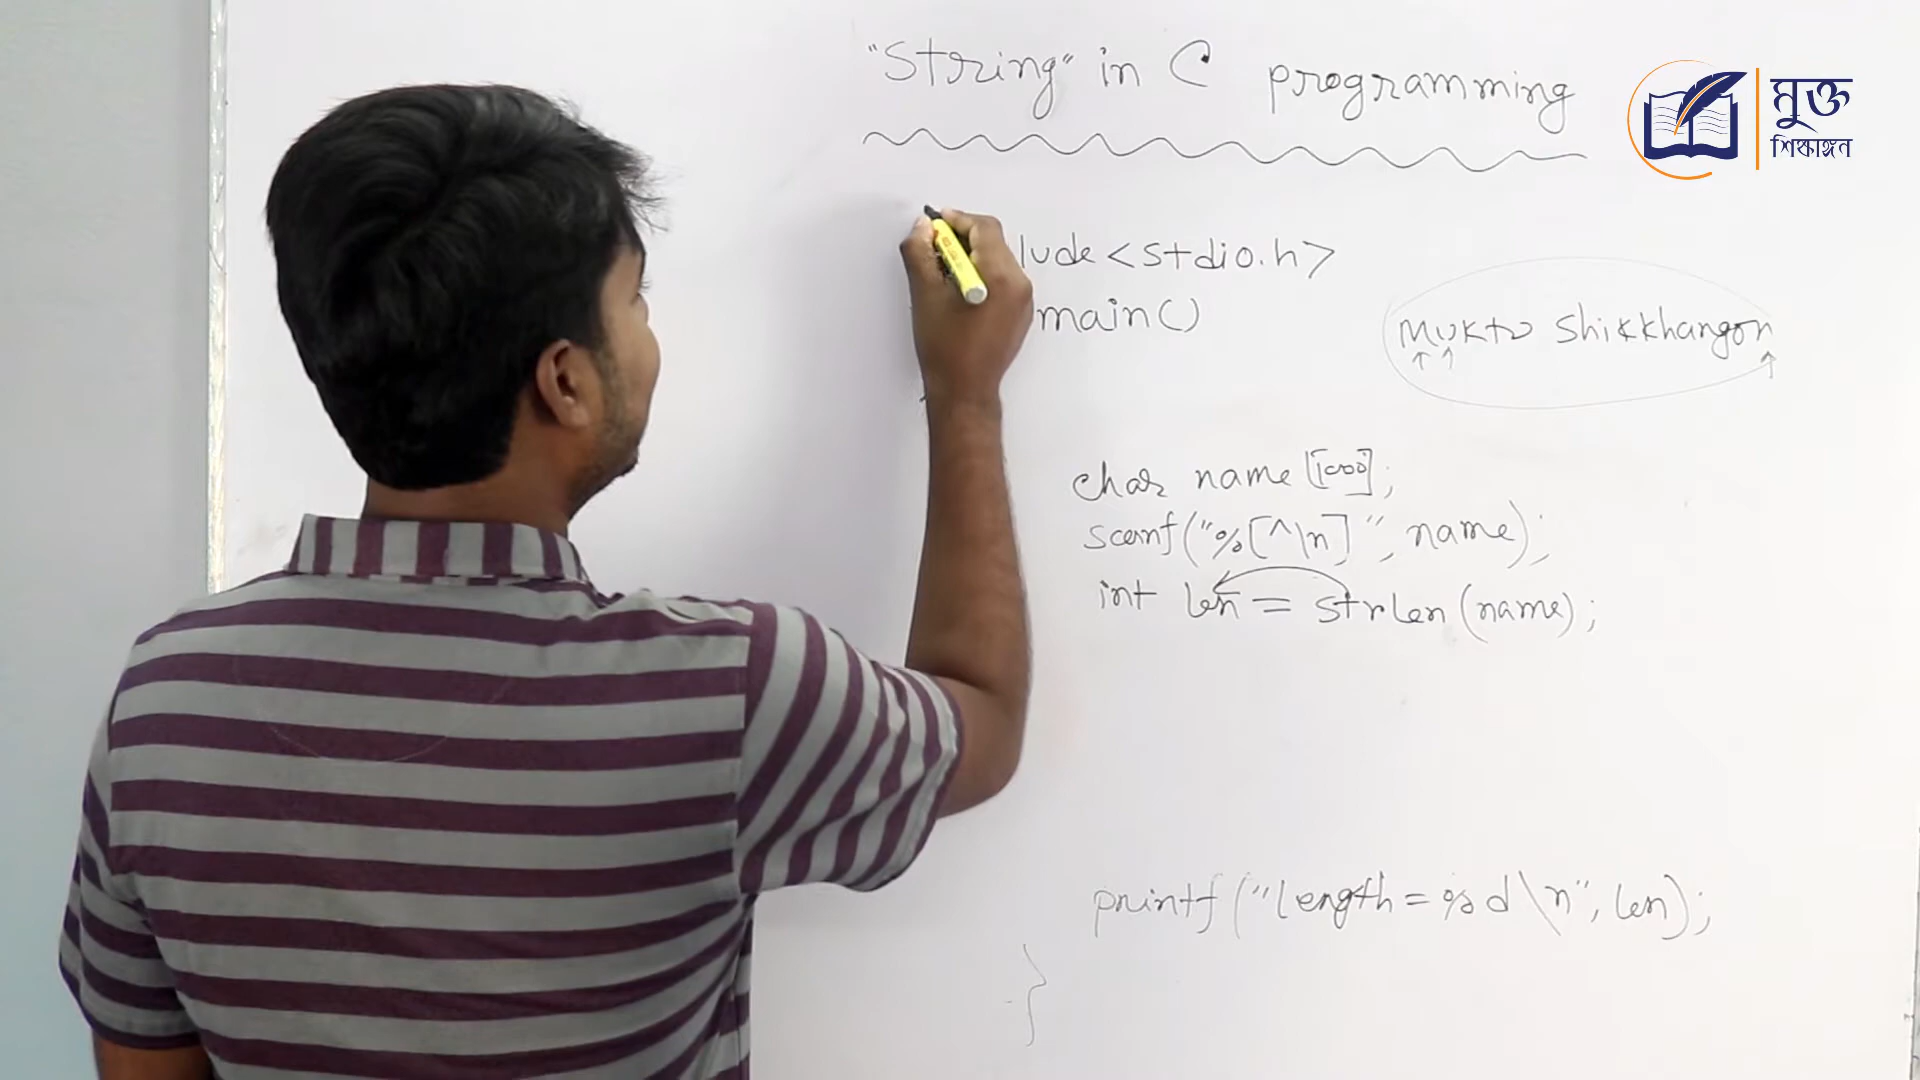 "String" in C programming
মুক্ত
শিক্ষাঙ্গন
lude<stdio.h>
main()
Mukto Shikkhangon
char name[100];
scanf("%[^\n]", name);
int len = strlen(name);
printf("length = %d\n", len);
}